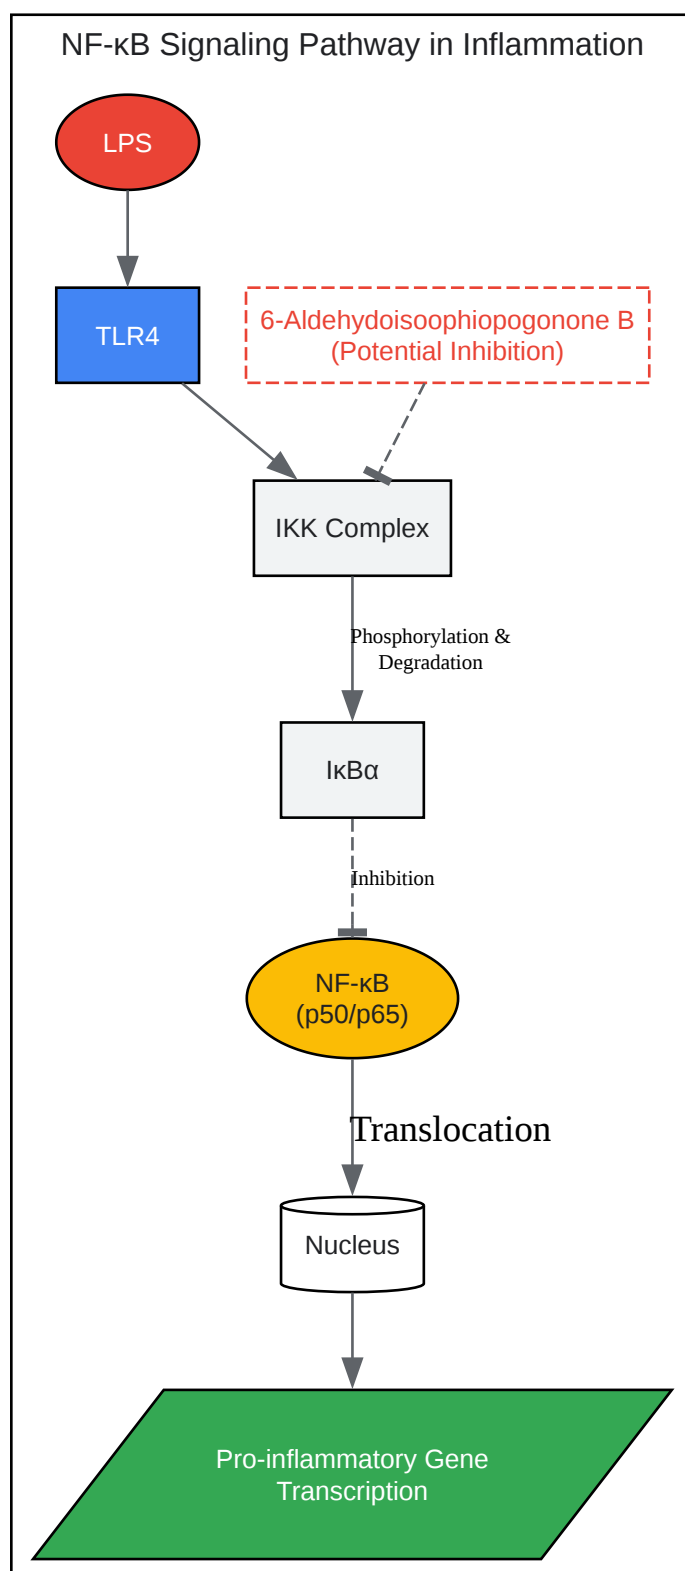 NF-κB Signaling Pathway in Inflammation
LPS
TLR4
6-Aldehydoisoophiopogonone B
(Potential Inhibition)
IKK Complex
Phosphorylation &
Degradation
IκBα
Inhibition
NF-κB
(p50/p65)
Translocation
Nucleus
Pro-inflammatory Gene
Transcription